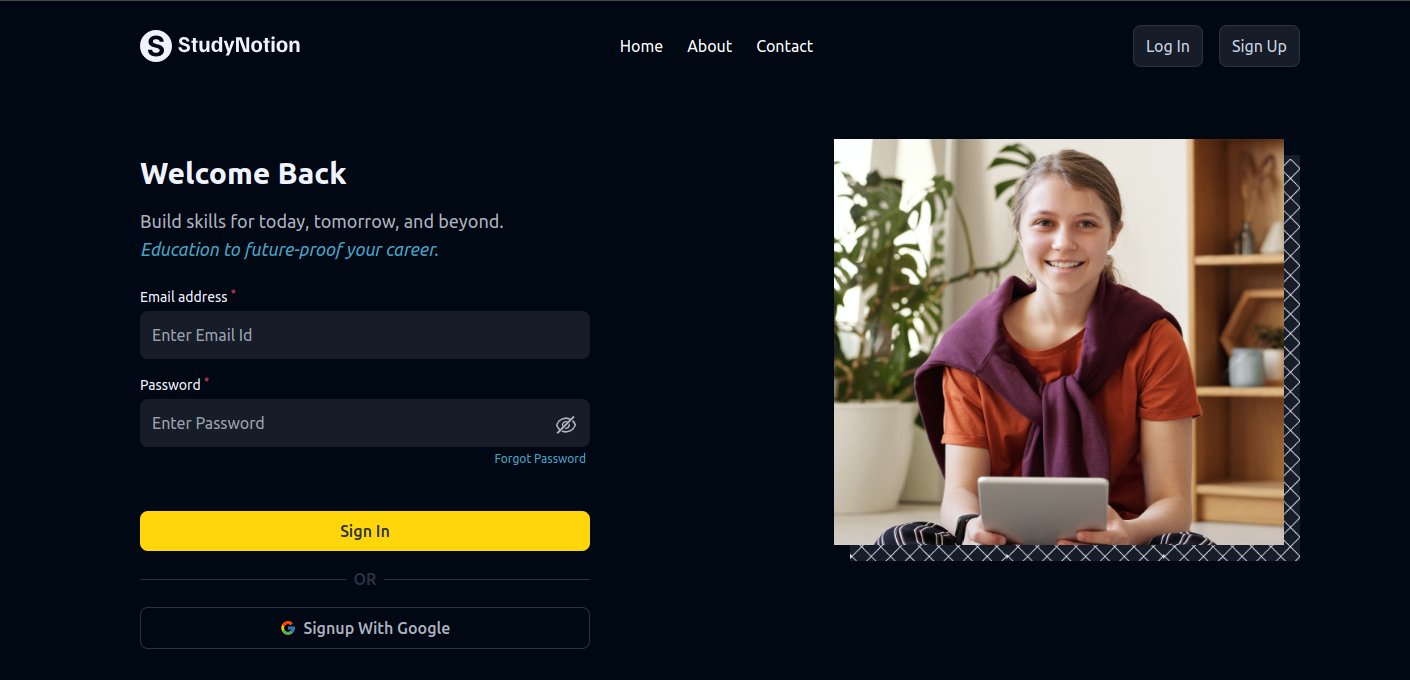 StudyNotion
Home About Contact
Log In Sign Up
Welcome Back
Build skills for today, tomorrow, and beyond.
Education to future-proof your career.
Email address *
Enter Email Id
Password *
Enter Password
Forgot Password
Sign In
OR
Signup With Google